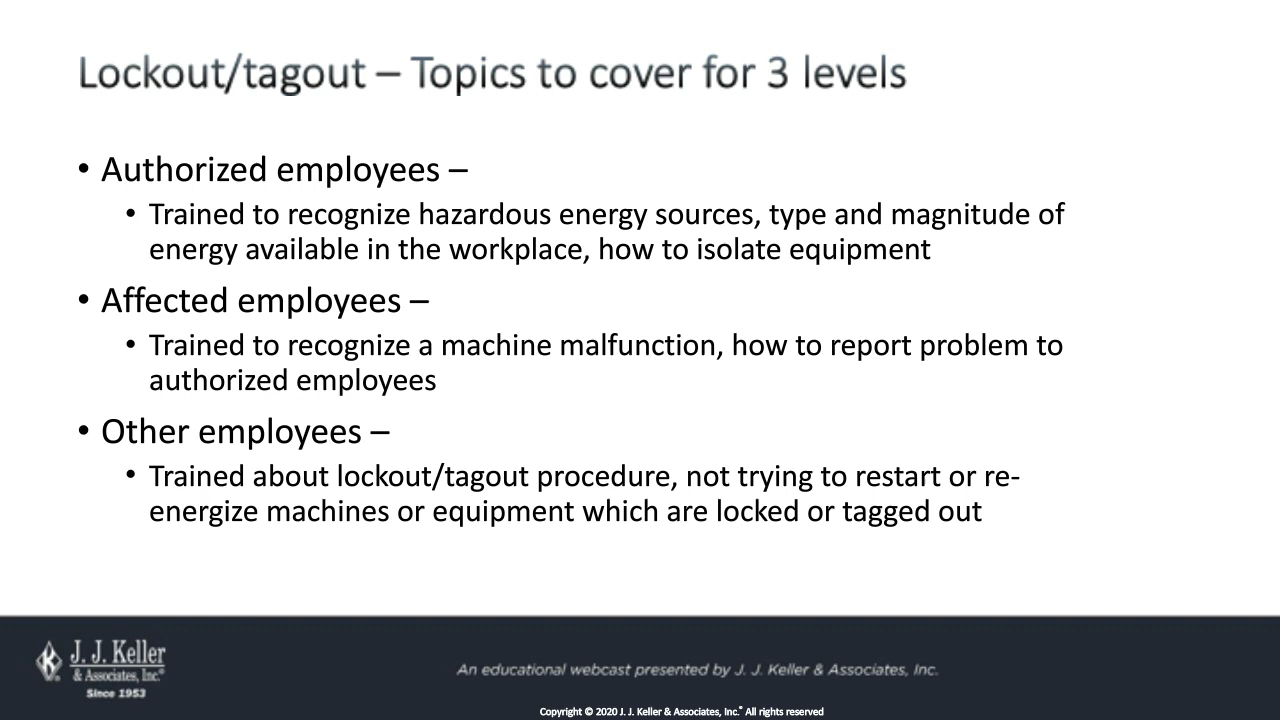 Lockout/tagout – Topics to cover for 3 levels
• Authorized employees –
• Trained to recognize hazardous energy sources, type and magnitude of
energy available in the workplace, how to isolate equipment
• Affected employees –
• Trained to recognize a machine malfunction, how to report problem to
authorized employees
• Other employees –
• Trained about lockout/tagout procedure, not trying to restart or re-
energize machines or equipment which are locked or tagged out
J. J. Keller
& Associates, Inc.®
Since 1953
An educational webcast presented by J. J. Keller & Associates, Inc.
Copyright © 2020 J. J. Keller & Associates, Inc.® All rights reserved